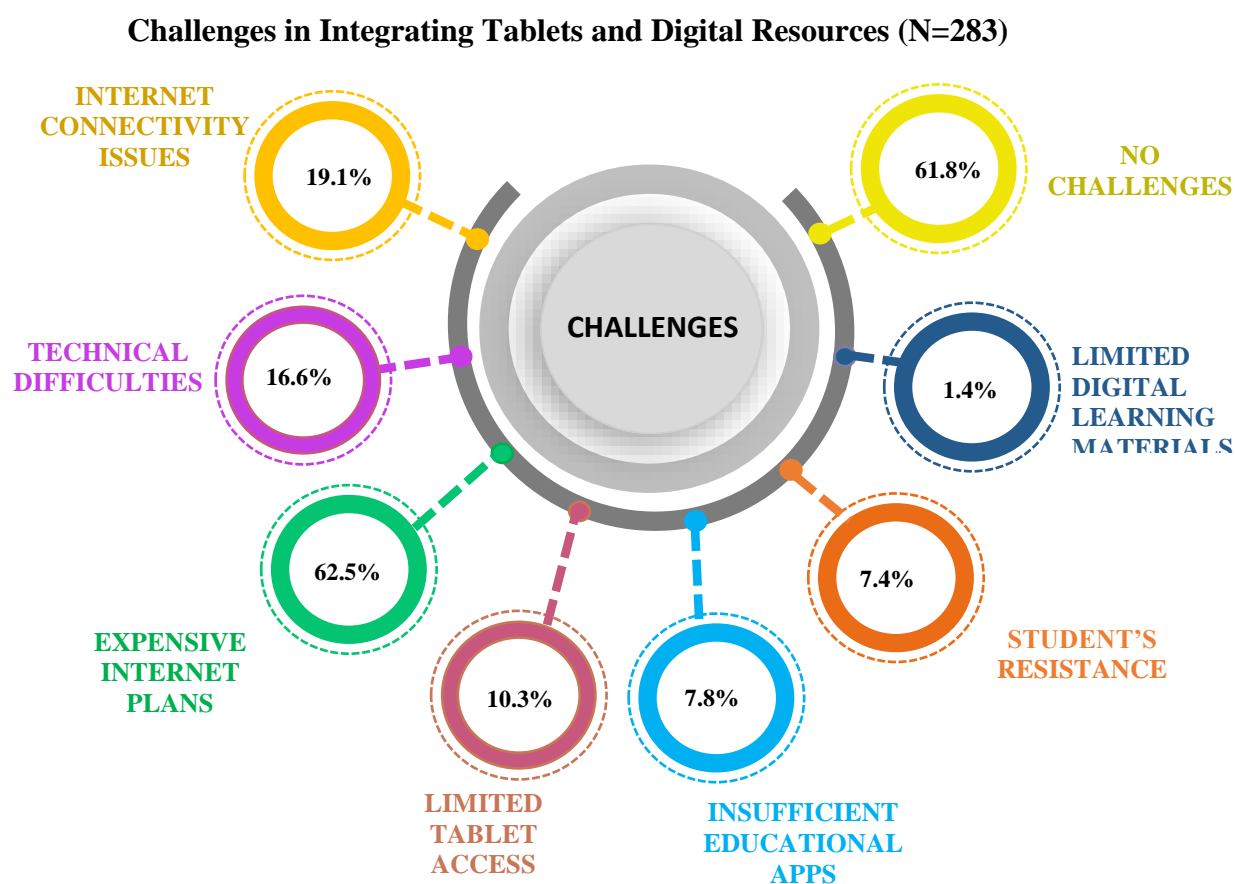 Challenges in Integrating Tablets and Digital Resources (N=283)
INTERNET
CONNECTIVITY
ISSUES
19.1%
61.8%
NO
CHALLENGES
CHALLENGES
TECHNICAL
DIFFICULTIES
16.6%
1.4%
LIMITED
DIGITAL
LEARNING
MATERIALS
62.5%
EXPENSIVE
INTERNET
PLANS
7.4%
STUDENT’S
RESISTANCE
10.3%
LIMITED
TABLET
ACCESS
7.8%
INSUFFICIENT
EDUCATIONAL
APPS